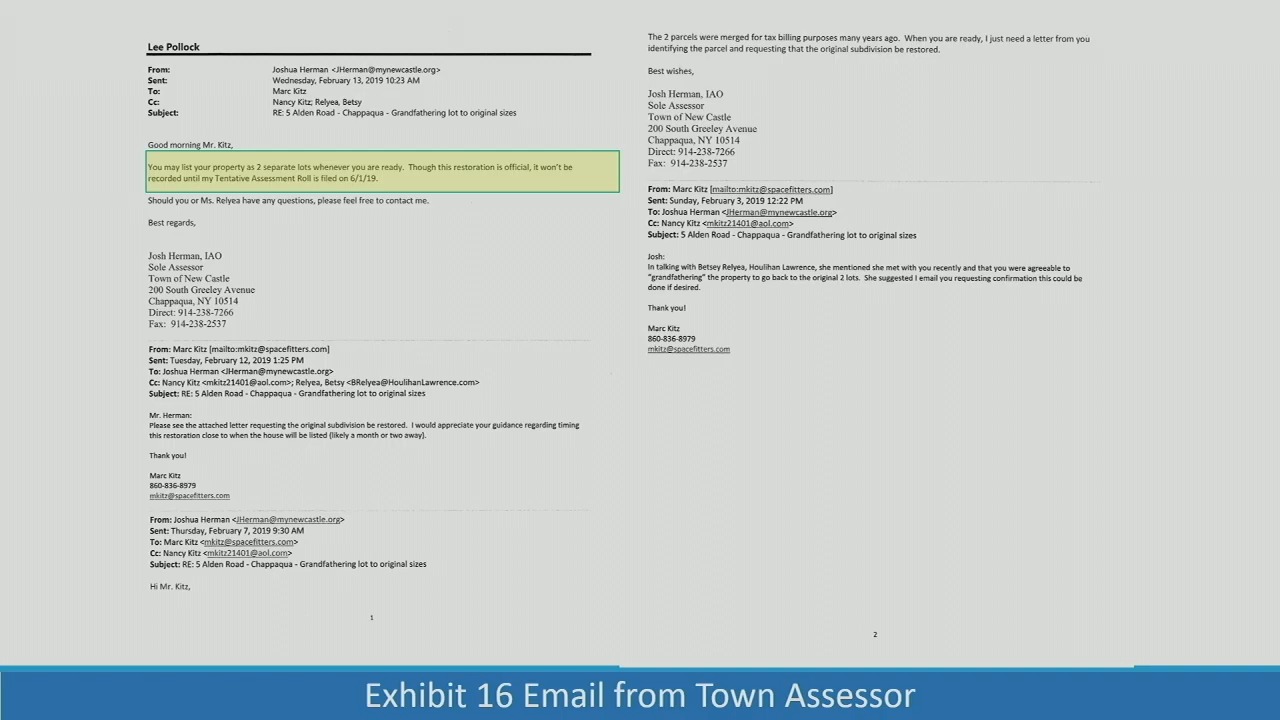 Lee Pollock
From: Joshua Herman <JHerman@mynewcastle.org>
Sent: Wednesday, February 13, 2019 10:23 AM
To: Marc Kitz
Cc: Nancy Kitz; Relyea, Betsy
Subject: RE: 5 Alden Road - Chappaqua - Grandfathering lot to original sizes
Good morning Mr. Kitz,
You may list your property as 2 separate lots whenever you are ready. Though this restoration is official, it won't be
recorded until my Tentative Assessment Roll is filed on 6/1/19.
Should you or Ms. Relyea have any questions, please feel free to contact me.
Best regards,
Josh Herman, IAO
Sole Assessor
Town of New Castle
200 South Greeley Avenue
Chappaqua, NY 10514
Direct: 914-238-7266
Fax: 914-238-2537
From: Marc Kitz [mailto:mkitz@spacefitters.com]
Sent: Tuesday, February 12, 2019 1:25 PM
To: Joshua Herman <JHerman@mynewcastle.org>
Cc: Nancy Kitz <mkitz21401@aol.com>; Relyea, Betsy <BRelyea@HoulihanLawrence.com>
Subject: RE: 5 Alden Road - Chappaqua - Grandfathering lot to original sizes
Mr. Herman:
Please see the attached letter requesting the original subdivision be restored. I would appreciate your guidance regarding timing
this restoration close to when the house will be listed (likely a month or two away).
Thank you!
Marc Kitz
860-836-8979
mkitz@spacefitters.com
From: Joshua Herman <JHerman@mynewcastle.org>
Sent: Thursday, February 7, 2019 9:30 AM
To: Marc Kitz <mkitz@spacefitters.com>
Cc: Nancy Kitz <mkitz21401@aol.com>
Subject: RE: 5 Alden Road - Chappaqua - Grandfathering lot to original sizes
Hi Mr. Kitz,
1
The 2 parcels were merged for tax billing purposes many years ago. When you are ready, I just need a letter from you
identifying the parcel and requesting that the original subdivision be restored.
Best wishes,
Josh Herman, IAO
Sole Assessor
Town of New Castle
200 South Greeley Avenue
Chappaqua, NY 10514
Direct: 914-238-7266
Fax: 914-238-2537
From: Marc Kitz [mailto:mkitz@spacefitters.com]
Sent: Sunday, February 3, 2019 12:22 PM
To: Joshua Herman <JHerman@mynewcastle.org>
Cc: Nancy Kitz <mkitz21401@aol.com>
Subject: 5 Alden Road - Chappaqua - Grandfathering lot to original sizes
Josh:
In talking with Betsey Relyea, Houlihan Lawrence, she mentioned she met with you recently and that you were agreeable to
"grandfathering" the property to go back to the original 2 lots. She suggested I email you requesting confirmation this could be
done if desired.
Thank you!
Marc Kitz
860-836-8979
mkitz@spacefitters.com
2
Exhibit 16 Email from Town Assessor